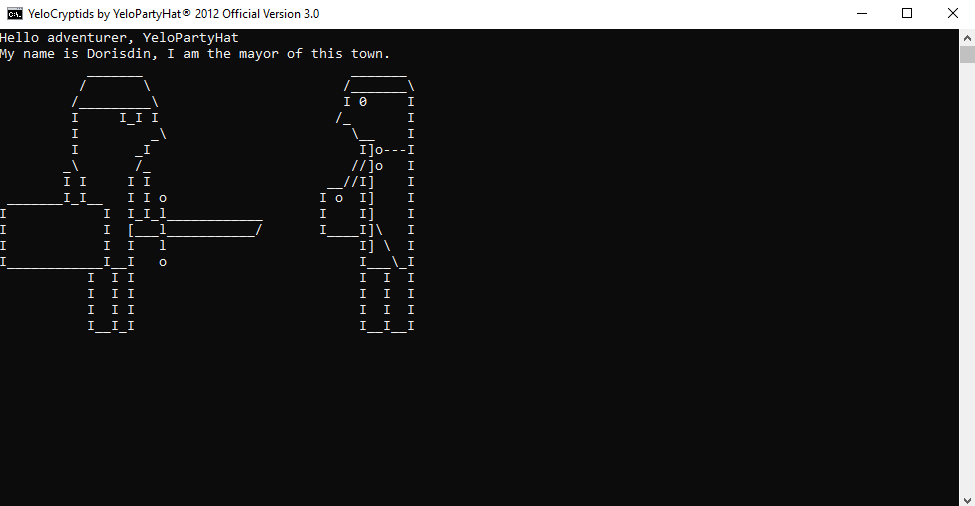 YeloCryptids by YeloPartyHat® 2012 Official Version 3.0
Hello adventurer, YeloPartyHat
My name is Dorisdin, I am the mayor of this town.